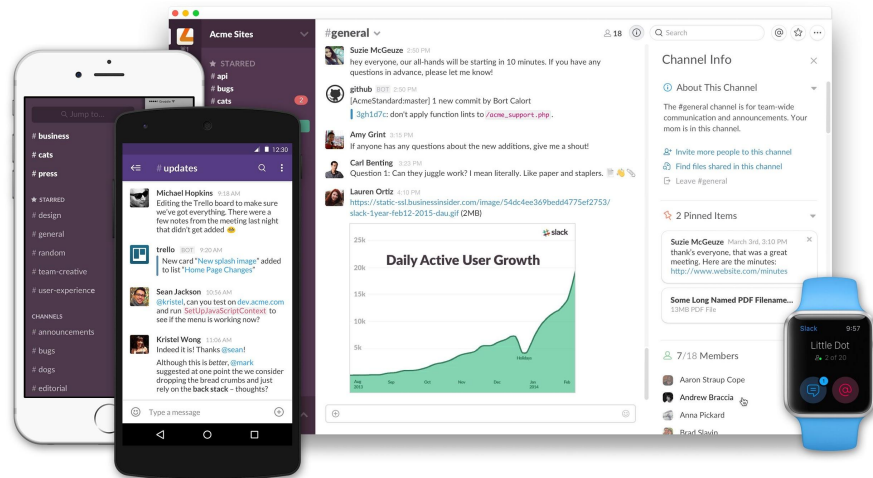 Acme Sites
★ STARRED
# api
# bugs
# cats
2
#general
18
Search
Suzie McGeuze 2:50 PM
hey everyone, our all-hands will be starting in 10 minutes. If you have any
questions in advance, please let me know!
github BOT 2:50 PM
[AcmeStandard:master] 1 new commit by Bort Calort
3gh1d7c: don't apply function lints to /acme_support.php .
Amy Grint 3:15 PM
If anyone has any questions about the new additions, give me a shout!
Carl Benting 3:23 PM
Question 1: Can they juggle work? I mean literally. Like paper and staplers.
Lauren Ortiz 4:10 PM
https://static-ssl.businessinsider.com/image/54dc4ee369bedd4775ef2753/
slack-1year-feb12-2015-dau.gif (2MB)
slack
Daily Active User Growth
25k
20k
15k
10k
5k
Holidays
Aug
2013
Sep
Oct
Nov
Dec
Jan
2014
Feb
Channel Info
About This Channel
The #general channel is for team-wide
communication and announcements. Your
mom is in this channel.
Invite more people to this channel
Find files shared in this channel
Leave #general
2 Pinned Items
Suzie McGeuze March 3rd, 3:10 PM
thank's everyone, that was a great
meeting. Here are the minutes:
http://www.website.com/minutes
Some Long Named PDF Filename...
13MB PDF File
7/18 Members
Aaron Straup Cope
Andrew Braccia
Anna Pickard
Brad Slavin
Jump to...
# business
# cats
# press
★ STARRED
# design
# general
# random
# team-creative
# user-experience
CHANNELS
# announcements
# bugs
# dogs
# editorial
12:30
# updates
Michael Hopkins 9:18 AM
Editing the Trello board to make sure
we've got everything. There were a
few notes from the meeting last night
that didn't get added
trello BOT 9:20 AM
New card "New splash image" added
to list "Home Page Changes"
Sean Jackson 10:56 AM
@kristel, can you test on dev.acme.com
and run SetUpJavaScriptContext to
see if the menu is working now?
Kristel Wong 11:06 AM
Indeed it is! Thanks @sean!
Although this is better, @mark
suggested at one point the we consider
dropping the bread crumbs and just
rely on the back stack – thoughts?
Type a message
Slack 9:57
Little Dot
2 of 20
1